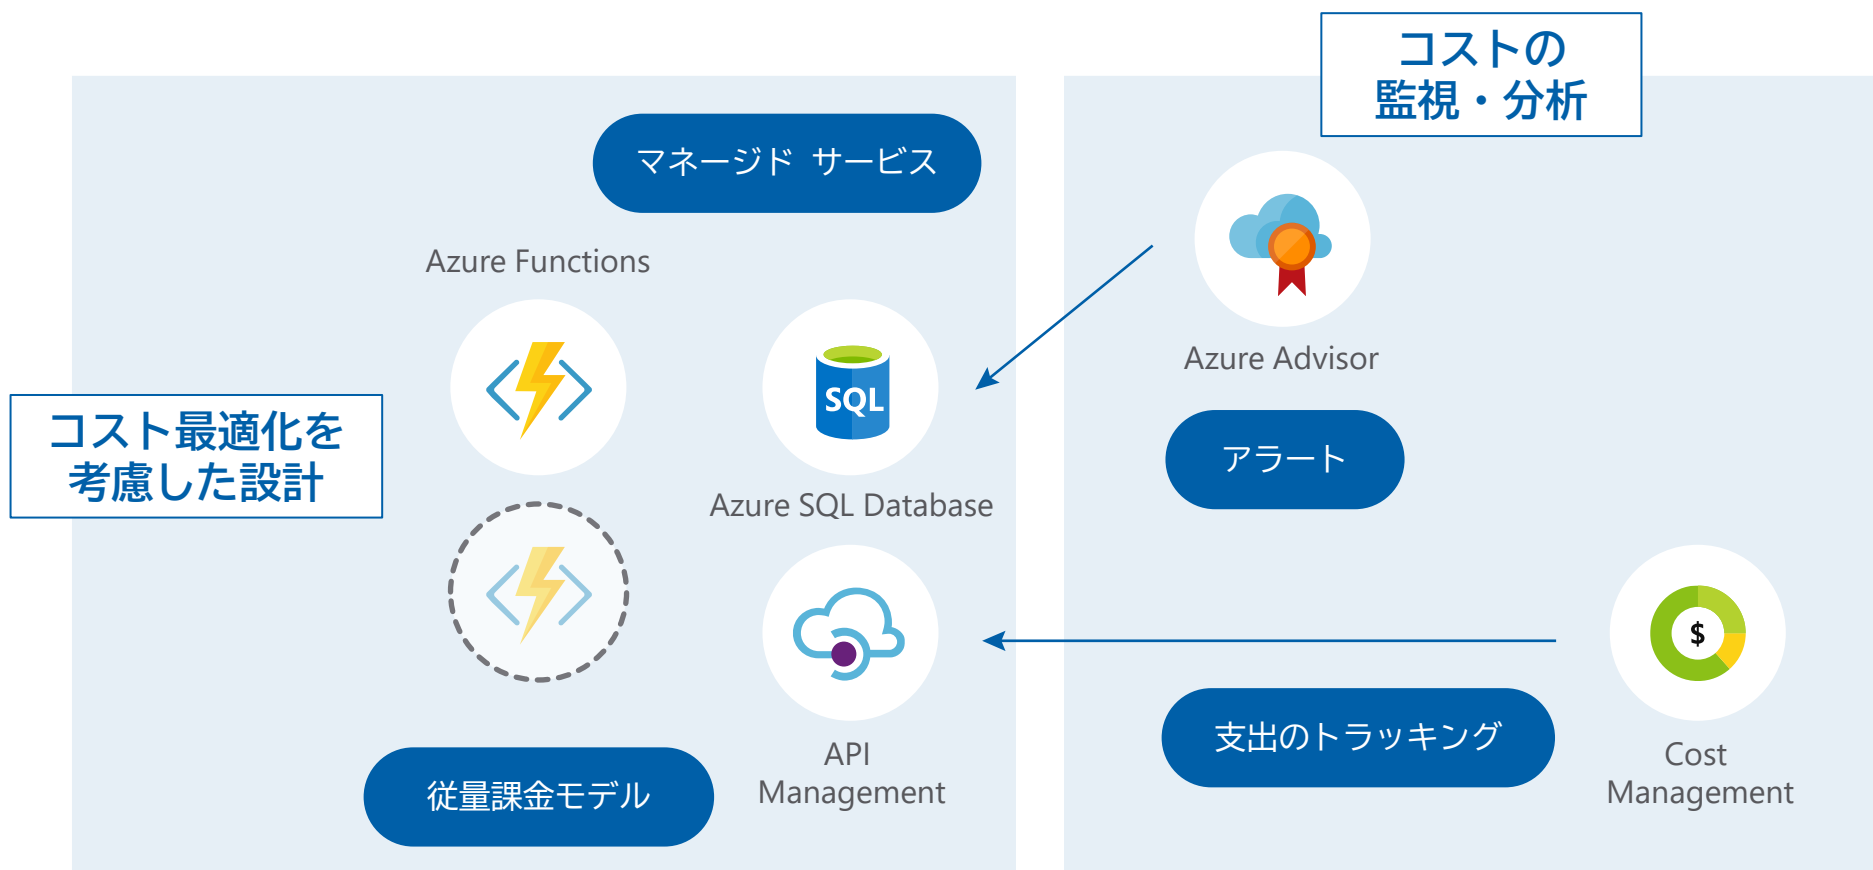 コストの
監視・分析
マネージド サービス
Azure Functions
SQL
Azure SQL Database
コスト最適化を
考慮した設計
API
Management
従量課金モデル
Azure Advisor
アラート
支出のトラッキング
$
Cost
Management